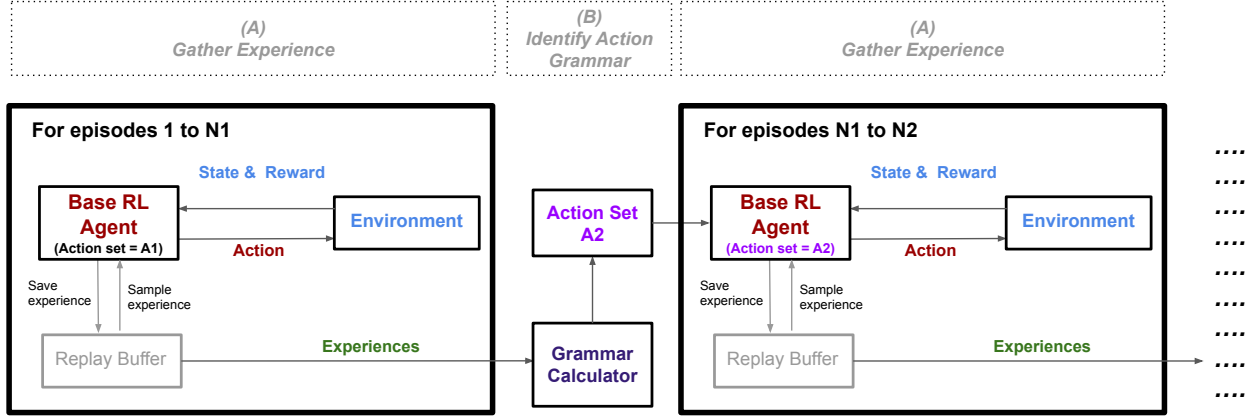 (A)
Gather Experience
(B)
Identify Action
Grammar
(A)
Gather Experience
For episodes 1 to N1
State & Reward
Base RL
Agent
(Action set = A1)
Environment
Action
Save
experience
Sample
experience
Replay Buffer
Experiences
Action Set
A2
Grammar
Calculator
For episodes N1 to N2
State & Reward
Base RL
Agent
(Action set = A2)
Environment
Action
Save
experience
Sample
experience
Replay Buffer
Experiences
....
....
....
....
....
....
....
....
....